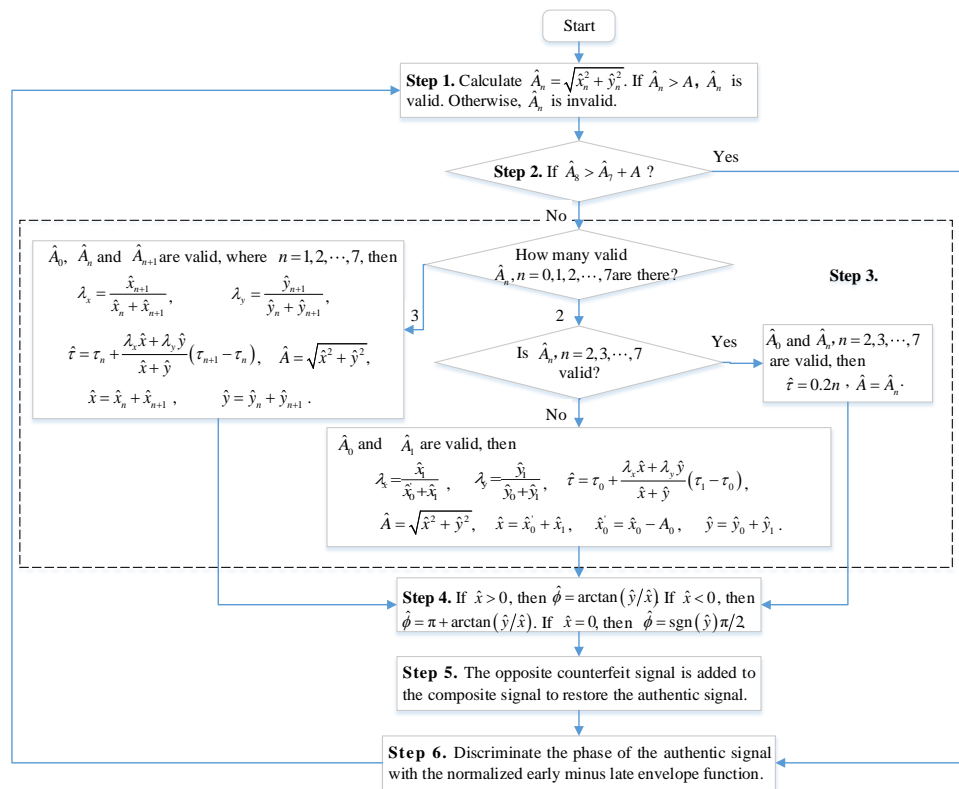 Start
Step 1. Calculate Â_n = √(x̂_n² + ŷ_n²). If Â_n > A, Â_n is
valid. Otherwise, Â_n is invalid.
Step 2. If Â_8 > Â_7 + A ?
Yes
No
How many valid
Â_n, n = 0,1,2,⋯,7 are there?
Step 3.
3
2
Â_0, Â_n and Â_{n+1} are valid, where n = 1,2,⋯,7, then
λ_x = x̂_{n+1}/(x̂_n + x̂_{n+1}), λ_y = ŷ_{n+1}/(ŷ_n + ŷ_{n+1}),
τ̂ = τ_n + (λ_x x̂ + λ_y ŷ)/(x̂ + ŷ) (τ_{n+1} − τ_n), Â = √(x̂² + ŷ²),
x̂ = x̂_n + x̂_{n+1}, ŷ = ŷ_n + ŷ_{n+1}.
Is Â_n, n = 2,3,⋯,7
valid?
Yes
No
Â_0 and Â_n, n = 2,3,⋯,7
are valid, then
τ̂ = 0.2n, Â = Â_n.
Â_0 and Â_1 are valid, then
λ_x = x̂_1/(x̂_0' + x̂_1), λ_y = ŷ_1/(ŷ_0 + ŷ_1), τ̂ = τ_0 + (λ_x x̂ + λ_y ŷ)/(x̂ + ŷ) (τ_1 − τ_0),
Â = √(x̂² + ŷ²), x̂ = x̂_0' + x̂_1, x̂_0' = x̂_0 − A_0, ŷ = ŷ_0 + ŷ_1.
Step 4. If x̂ > 0, then ϕ̂ = arctan(ŷ/x̂) If x̂ < 0, then
ϕ̂ = π + arctan(ŷ/x̂). If x̂ = 0, then ϕ̂ = sgn(ŷ)π/2
Step 5. The opposite counterfeit signal is added to
the composite signal to restore the authentic signal.
Step 6. Discriminate the phase of the authentic signal
with the normalized early minus late envelope function.